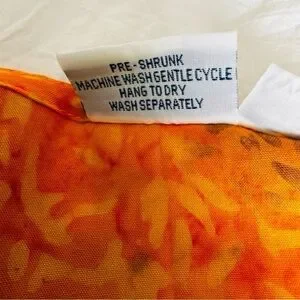 PRE-SHRUNK
MACHINE WASH GENTLE CYCLE
HANG TO DRY
WASH SEPARATELY